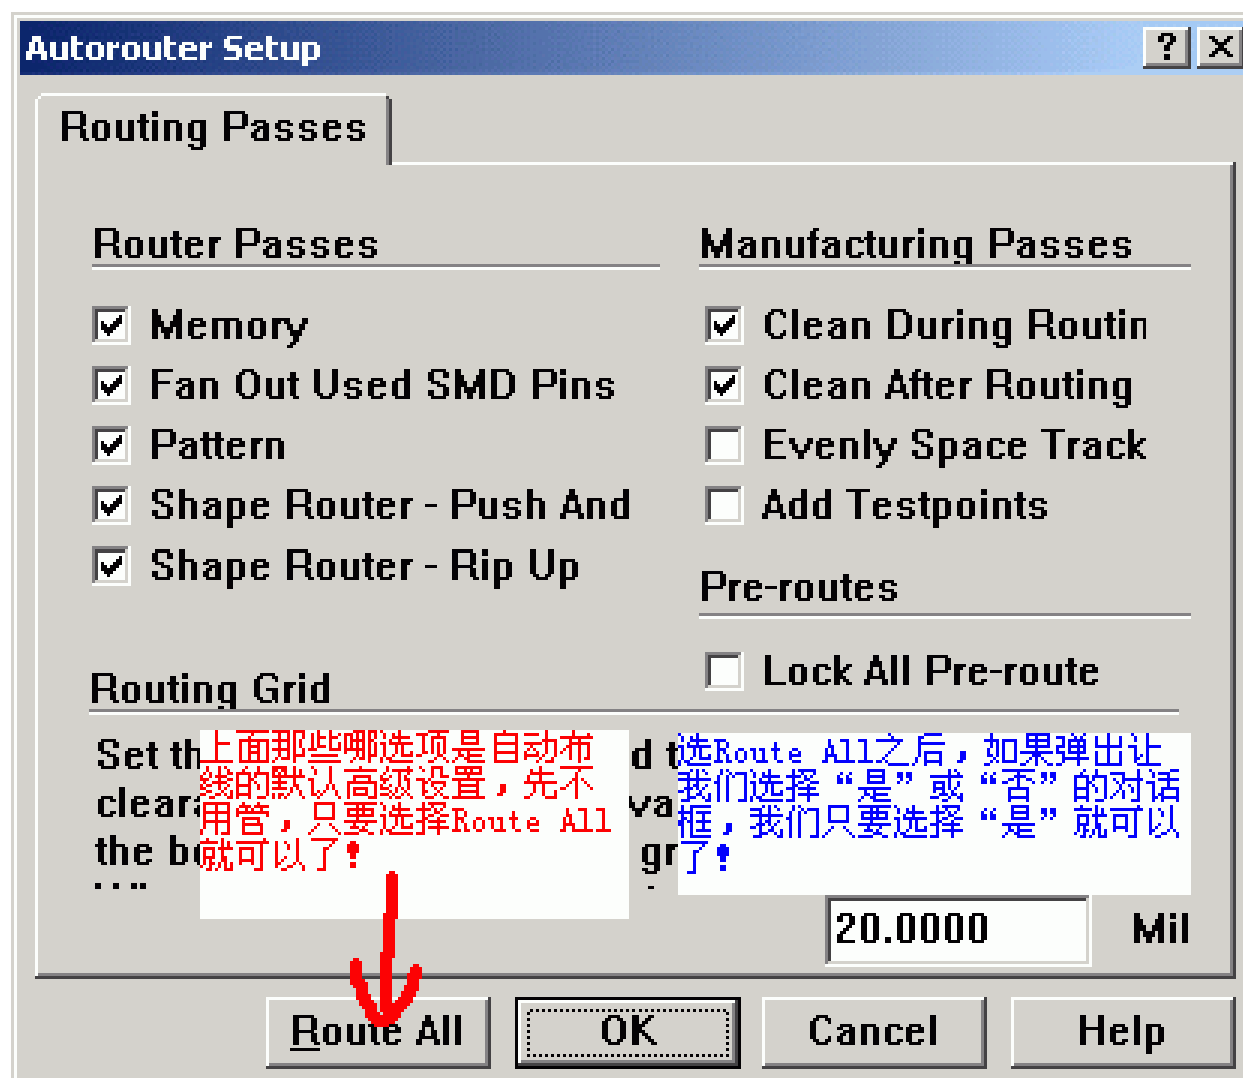 Autorouter Setup
Routing Passes
Router Passes
Memory
Fan Out Used SMD Pins
Pattern
Shape Router - Push And
Shape Router - Rip Up
Manufacturing Passes
Clean During Routin
Clean After Routing
Evenly Space Track
Add Testpoints
Pre-routes
Lock All Pre-route
Routing Grid
Set
the
上面那些哪选项是自动布
线的默认高级设置，先不
用管，只要选择Route All
就可以了！
选Route All之后，如果弹出让
我们选择“是”或“否”的对话
框，我们只要选择“是”就可以
了！
20.0000 Mil
Route All OK Cancel Help